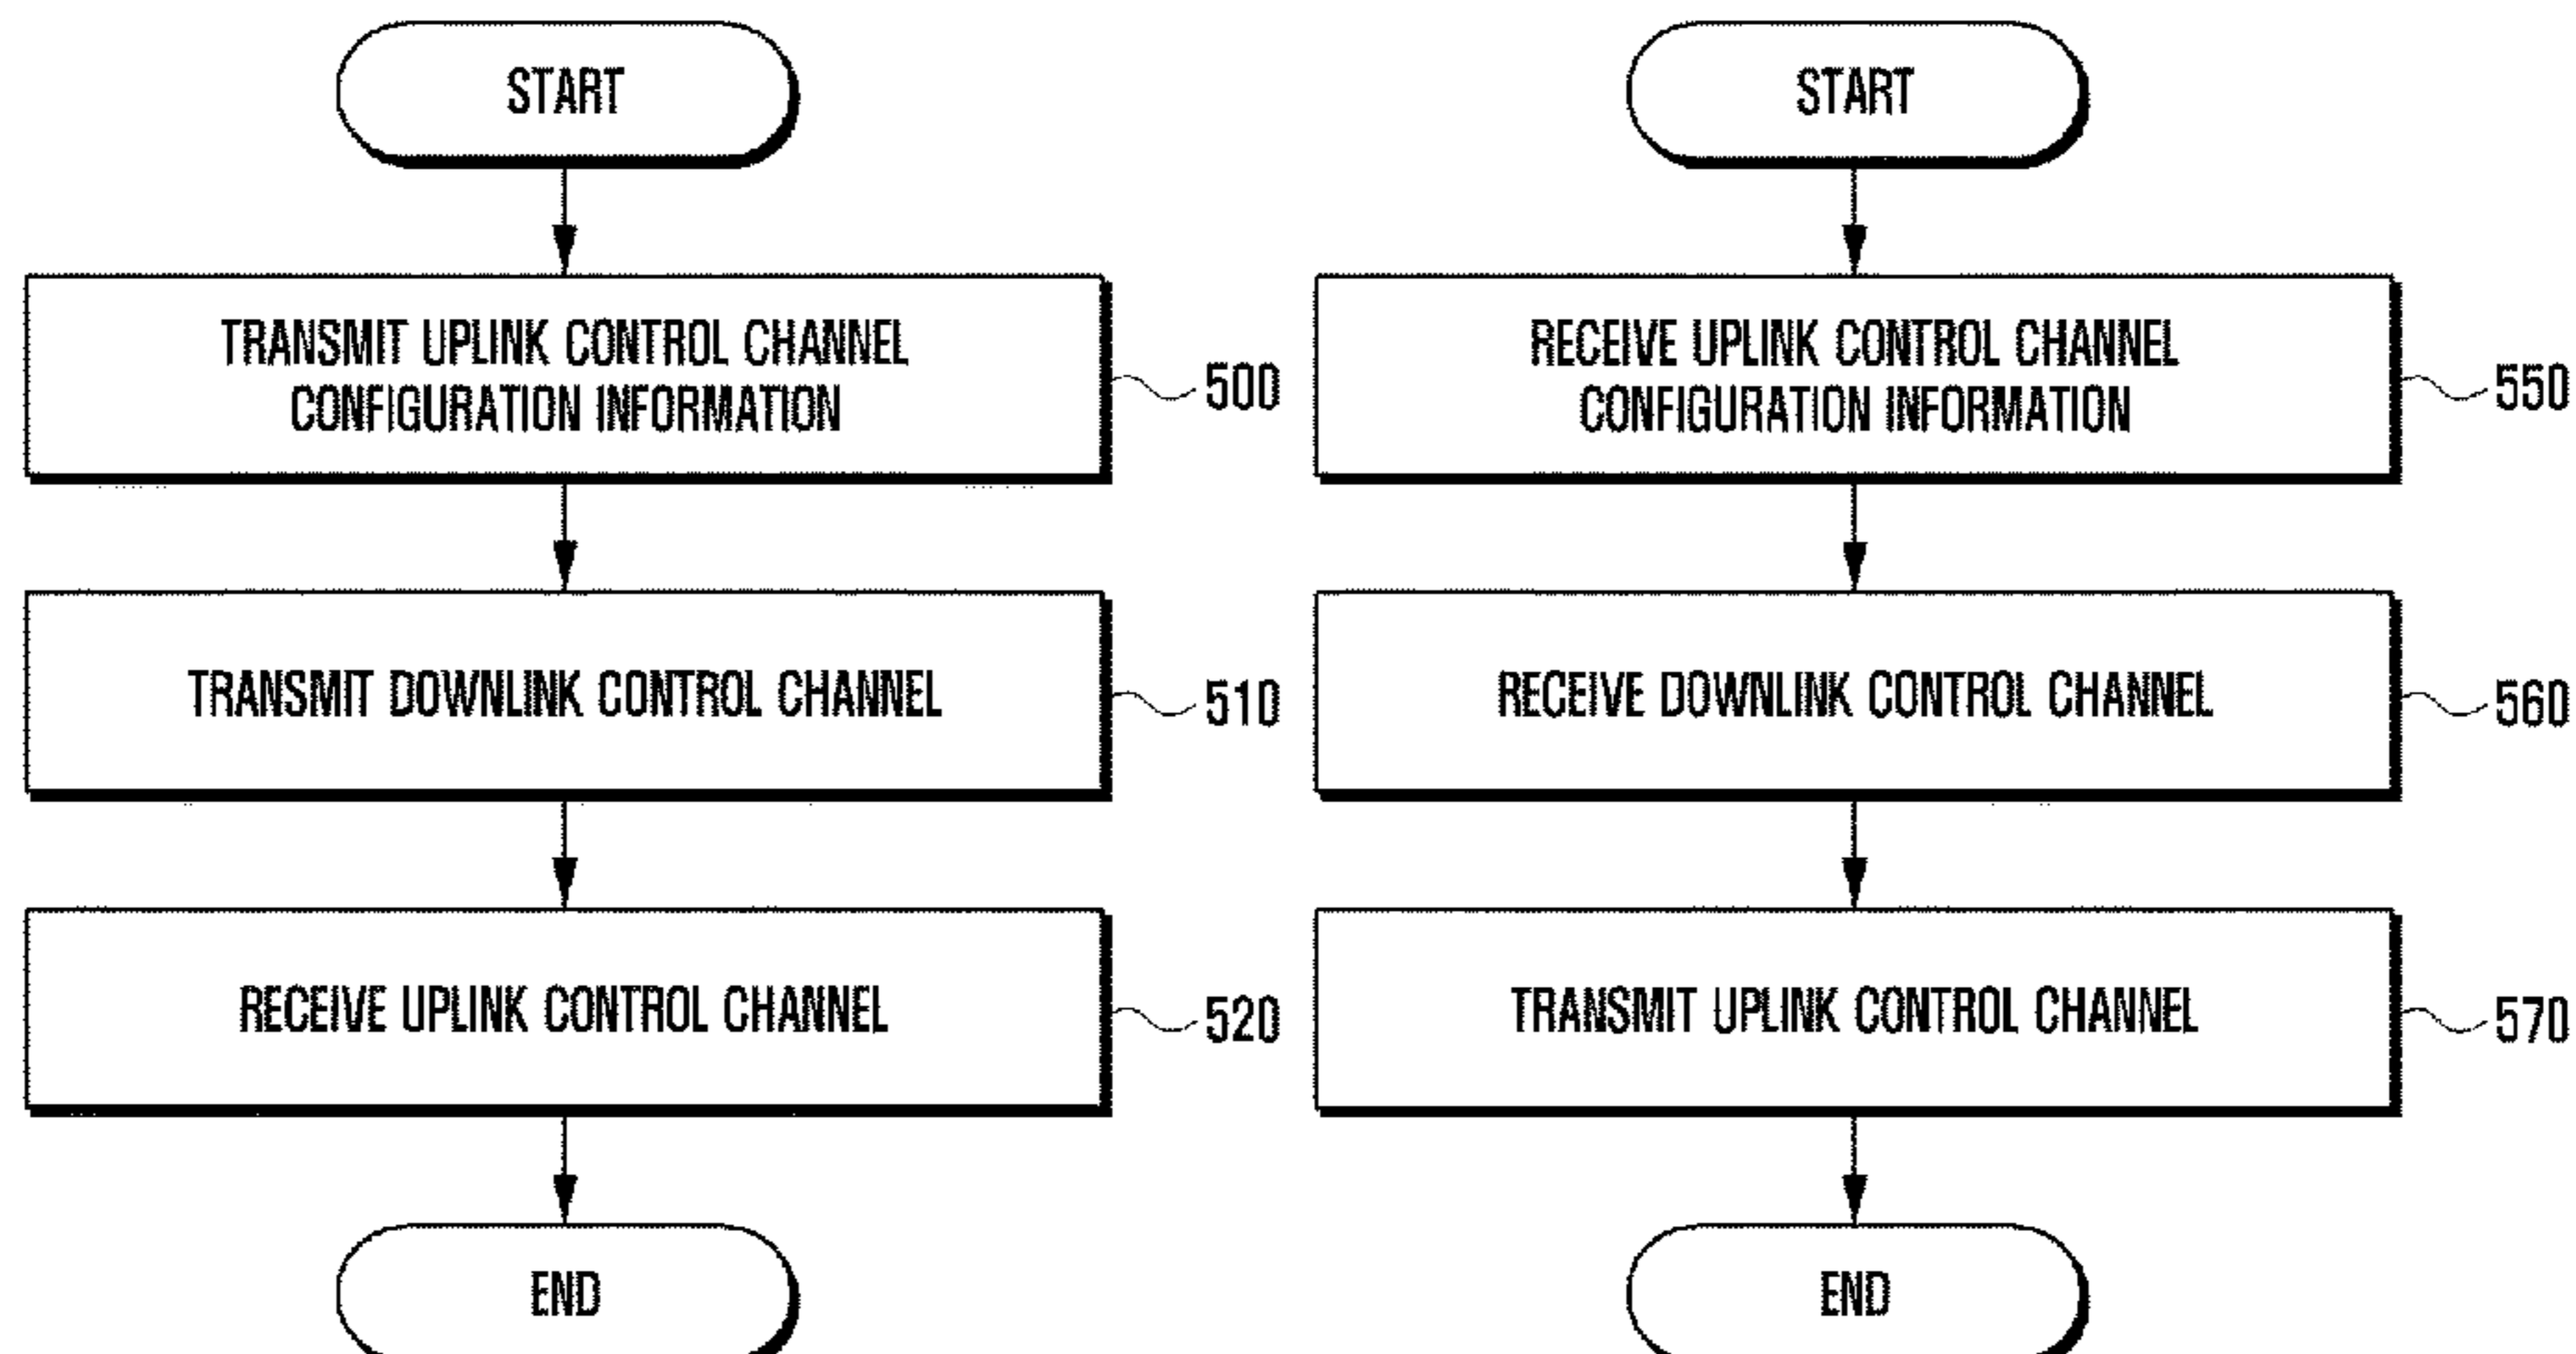 START
TRANSMIT UPLINK CONTROL CHANNEL
CONFIGURATION INFORMATION
500
TRANSMIT DOWNLINK CONTROL CHANNEL
510
RECEIVE UPLINK CONTROL CHANNEL
520
END
START
RECEIVE UPLINK CONTROL CHANNEL
CONFIGURATION INFORMATION
550
RECEIVE DOWNLINK CONTROL CHANNEL
560
TRANSMIT UPLINK CONTROL CHANNEL
570
END